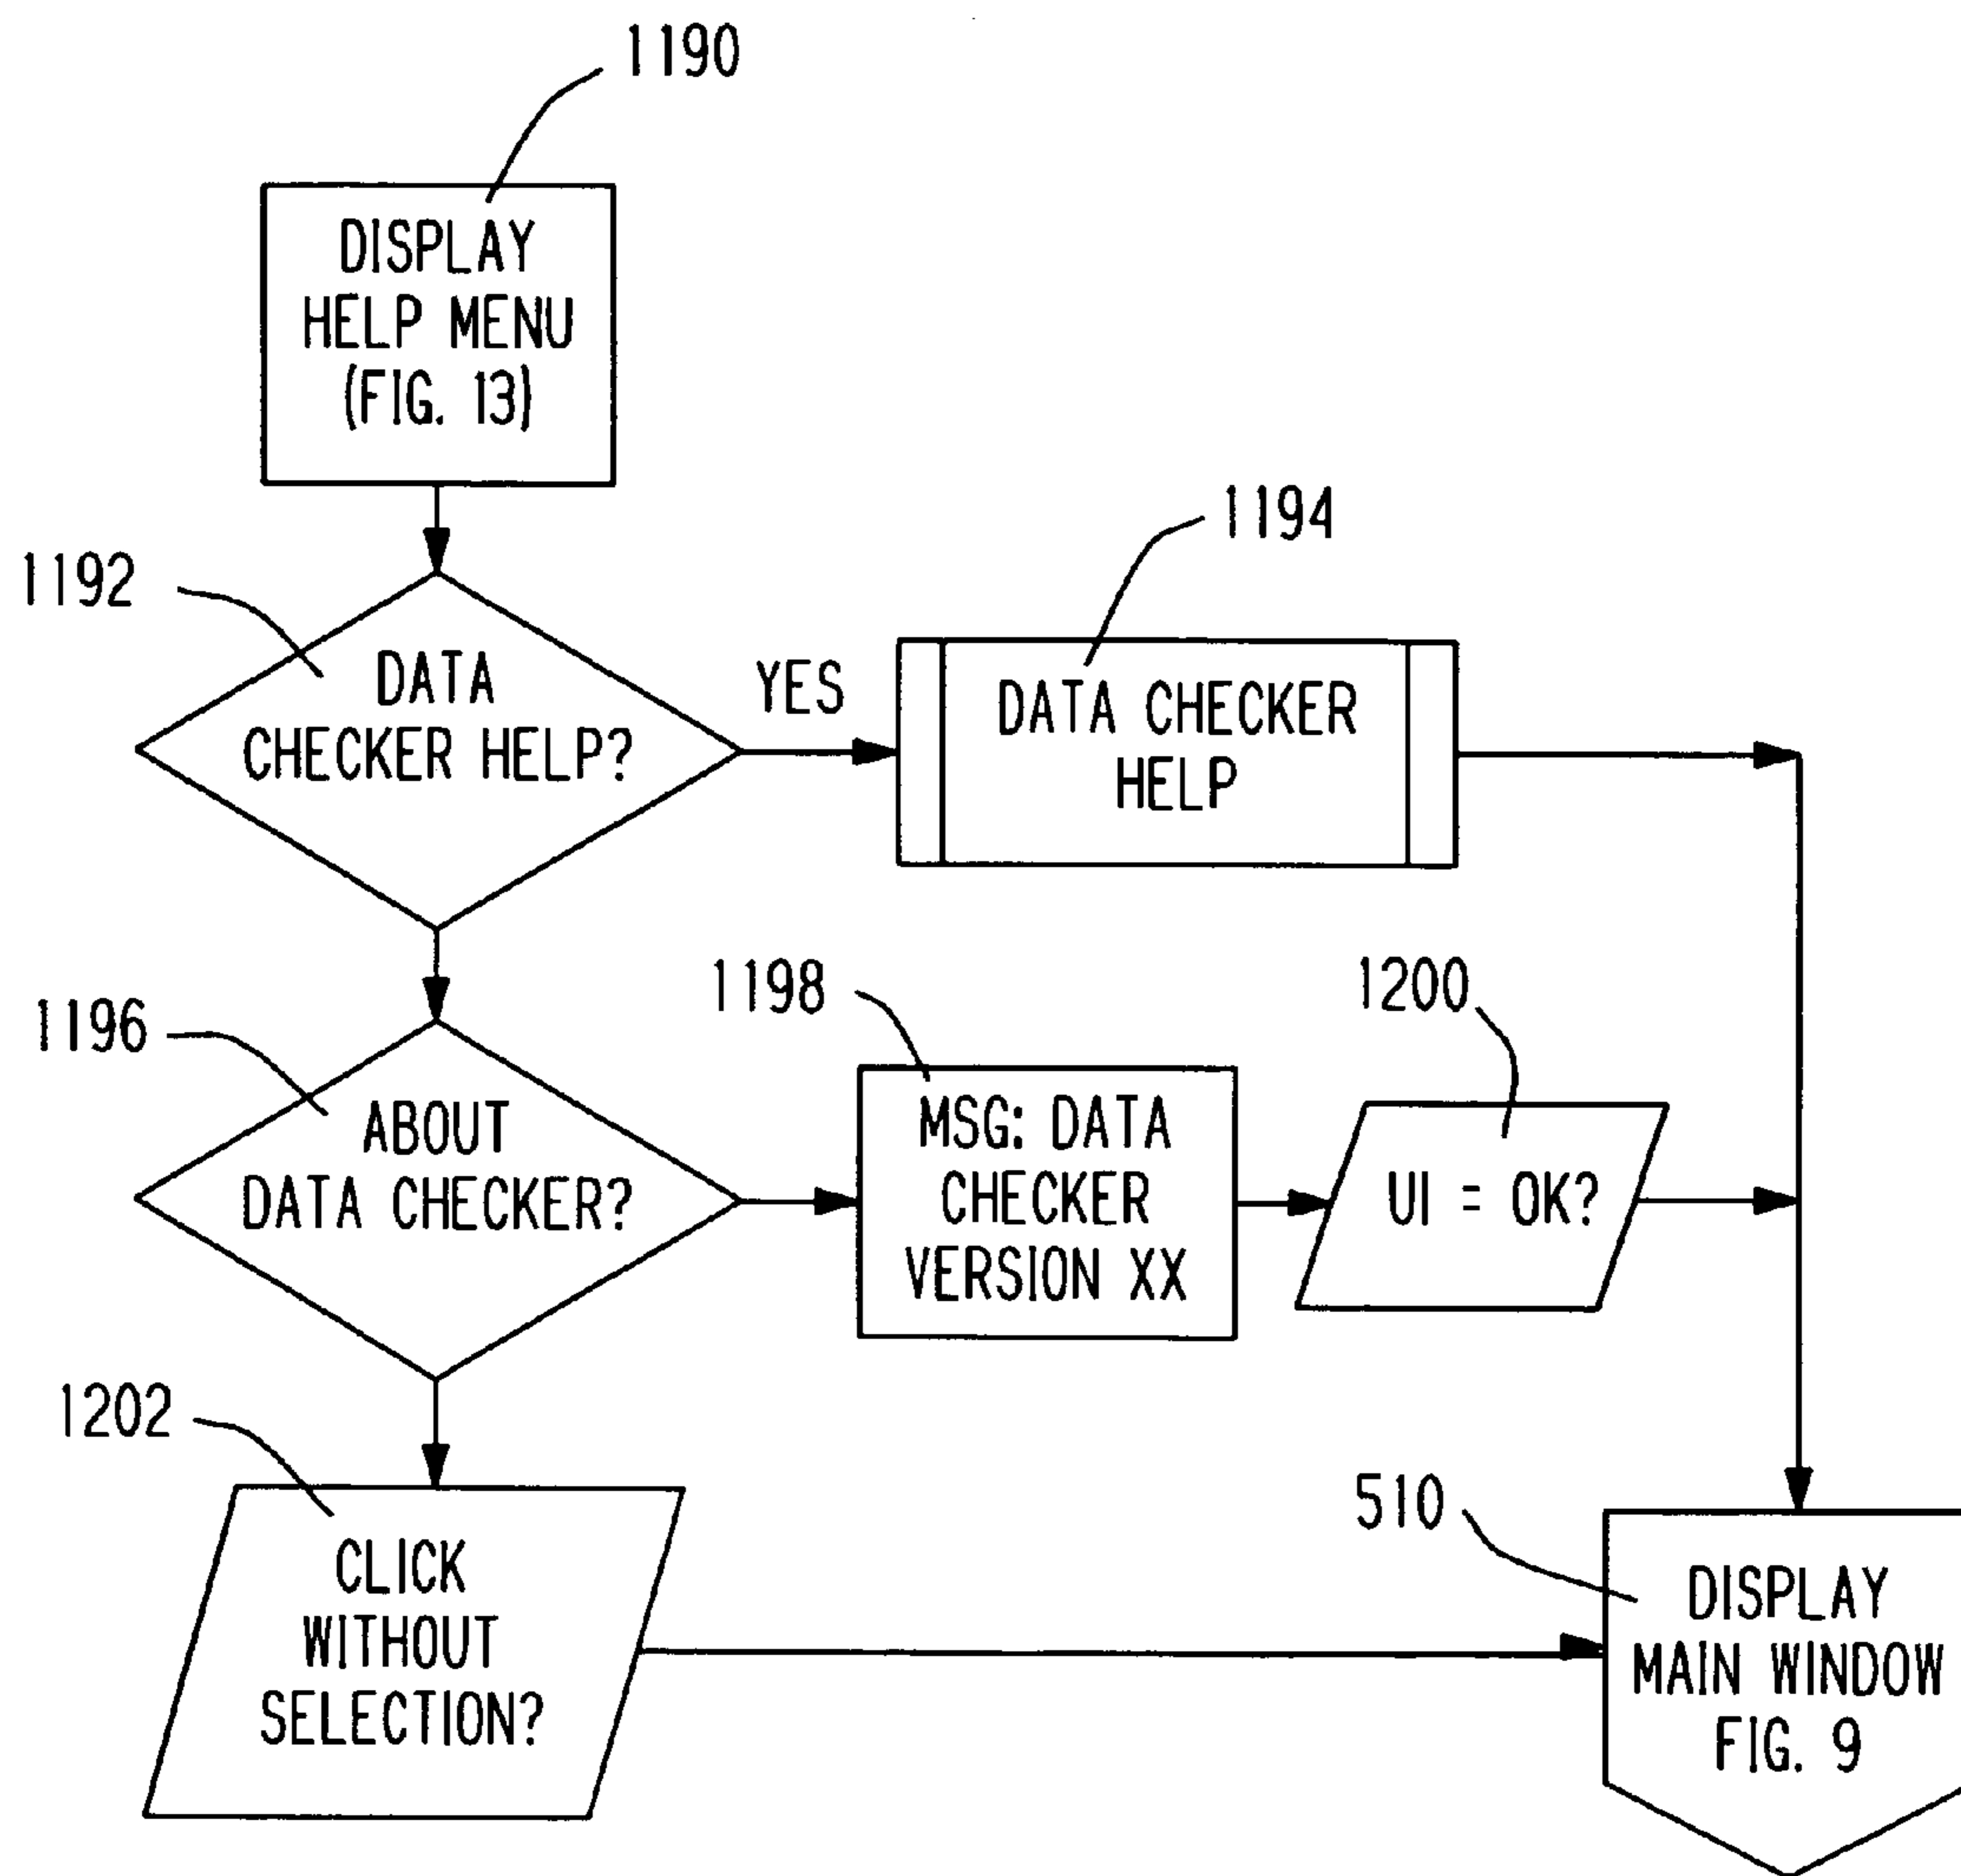 1190
DISPLAY
HELP MENU
(FIG. 13)
1192
DATA
CHECKER HELP?
YES
1194
DATA CHECKER
HELP
1196
ABOUT
DATA CHECKER?
1198
MSG: DATA
CHECKER
VERSION XX
1200
UI = OK?
1202
CLICK
WITHOUT
SELECTION?
510
DISPLAY
MAIN WINDOW
FIG. 9